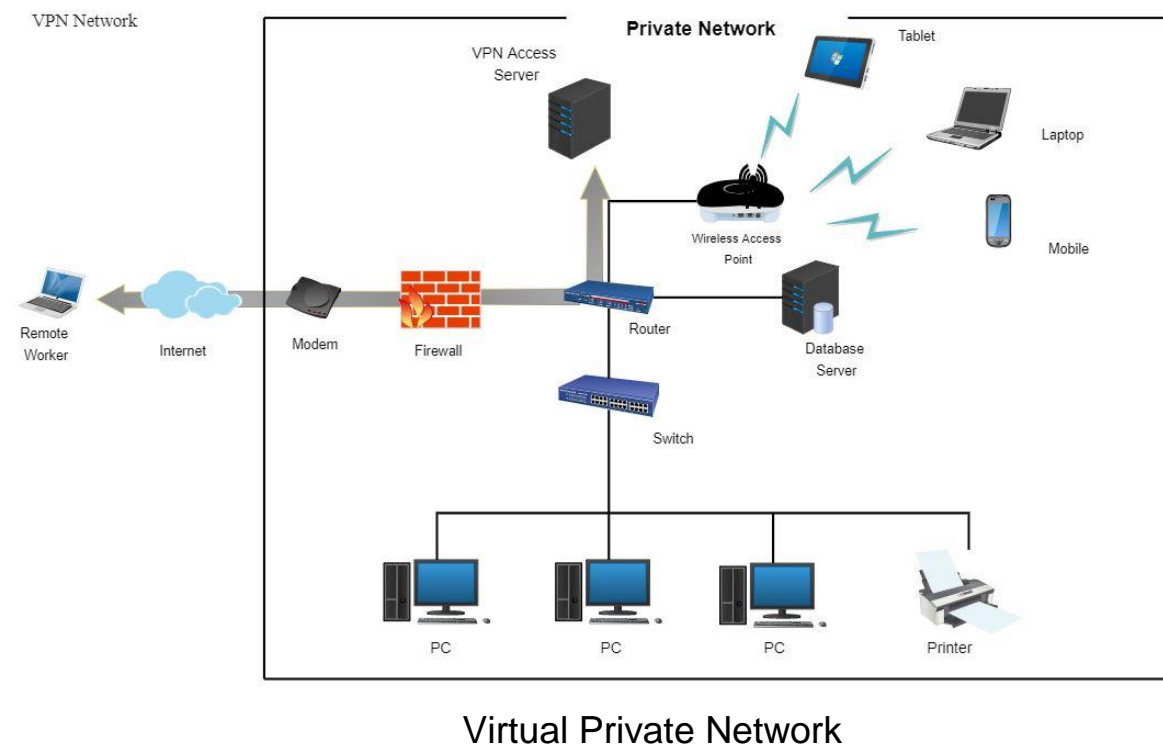 VPN Network
Private Network
Tablet
VPN Access
Server
Laptop
Wireless Access
Point
Mobile
Remote
Worker
Internet
Modem
Firewall
Router
Database
Server
Switch
PC
PC
PC
Printer
Virtual Private Network